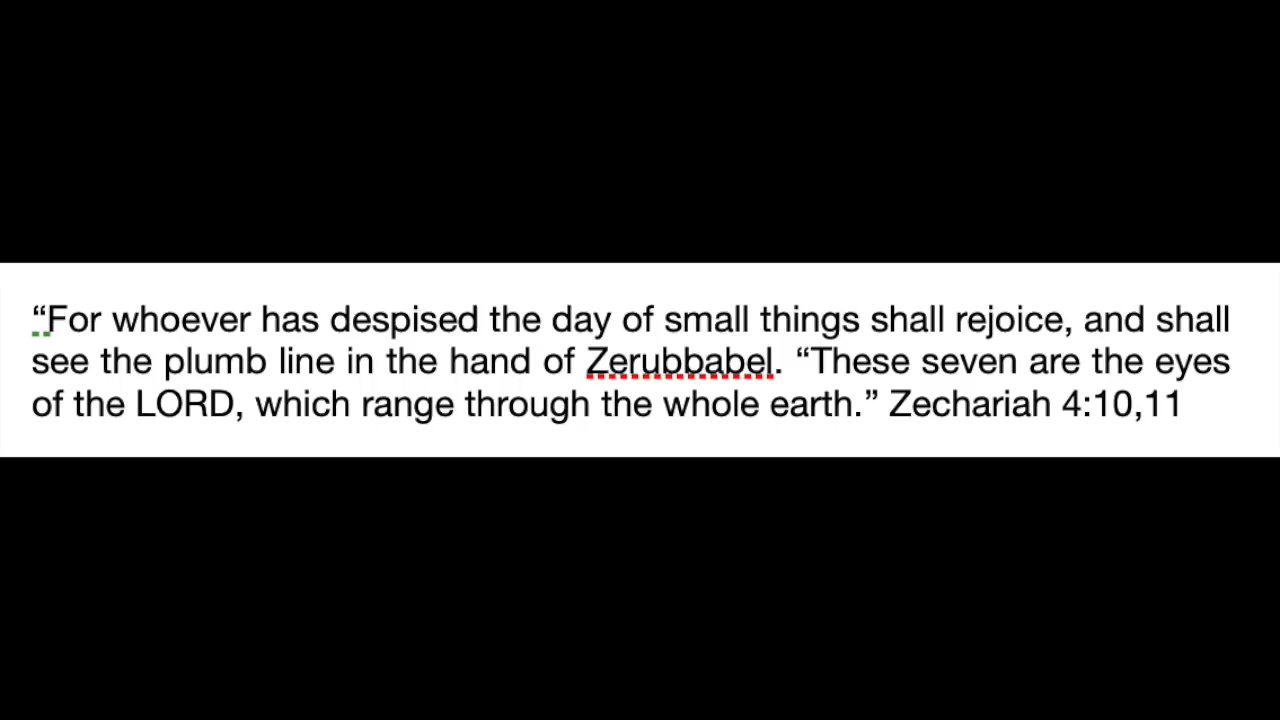 “For whoever has despised the day of small things shall rejoice, and shall
see the plumb line in the hand of Zerubbabel. “These seven are the eyes
of the LORD, which range through the whole earth.” Zechariah 4:10,11